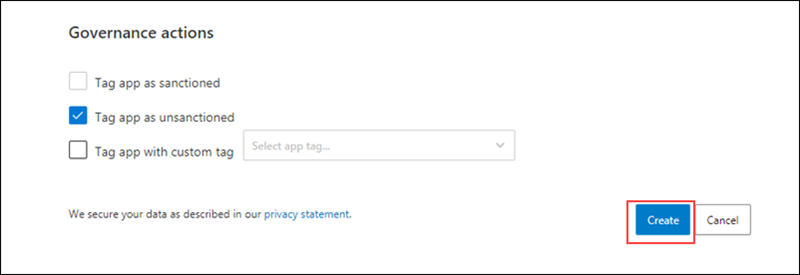 Governance actions
Tag app as sanctioned
Tag app as unsanctioned
Tag app with custom tag Select app tag...
We secure your data as described in our privacy statement. Create Cancel